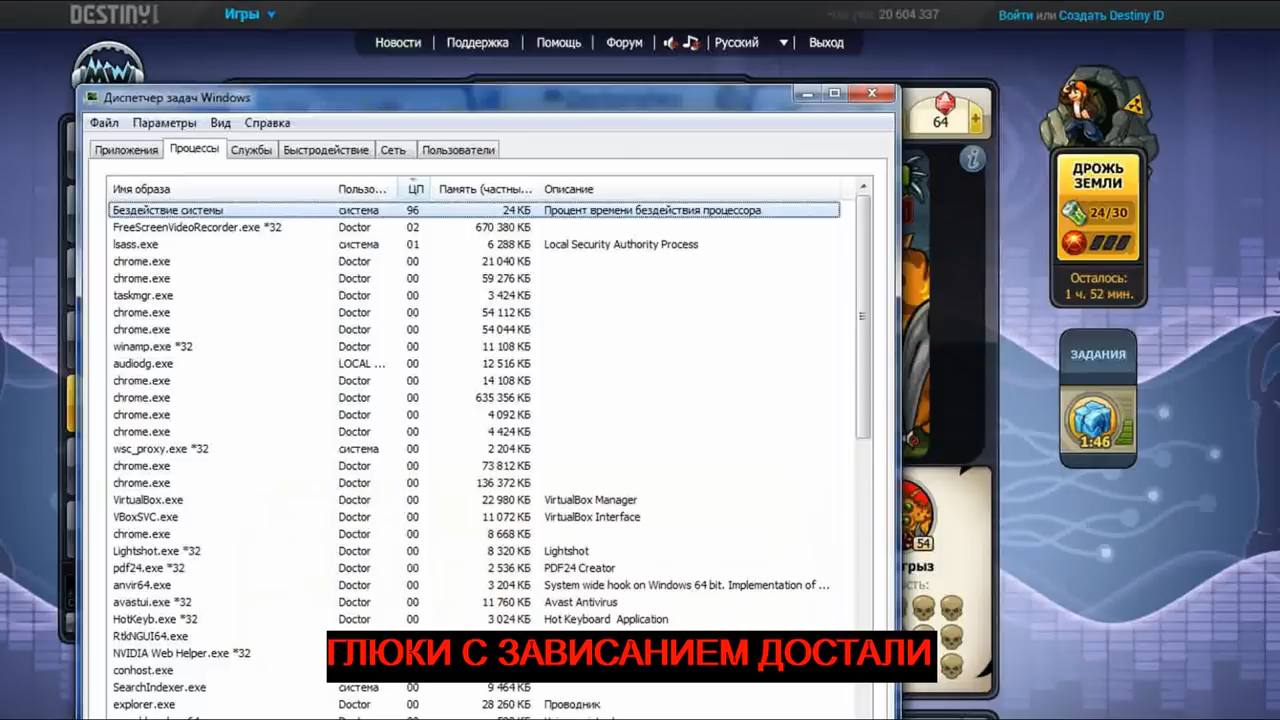 DESTINY!
Игры
20 604 337
Войти или Создать Destiny ID
Новости | Поддержка | Помощь | Форум | Русский | Выход
MW
Диспетчер задач Windows
64
Файл Параметры Вид Справка
Приложения Процессы Службы Быстродействие Сеть Пользователи
Имя образа Пользо... ЦП Память (частны... Описание
Бездействие системы система 96 24 КБ Процент времени бездействия процессора
FreeScreenVideoRecorder.exe *32 Doctor 02 670 380 КБ
lsass.exe система 01 6 288 КБ Local Security Authority Process
chrome.exe Doctor 00 21 040 КБ
chrome.exe Doctor 00 59 276 КБ
taskmgr.exe Doctor 00 3 424 КБ
chrome.exe Doctor 00 54 112 КБ
chrome.exe Doctor 00 54 044 КБ
winamp.exe *32 Doctor 00 11 108 КБ
audiodg.exe LOCAL ... 00 12 516 КБ
chrome.exe Doctor 00 14 108 КБ
chrome.exe Doctor 00 635 356 КБ
chrome.exe Doctor 00 4 092 КБ
chrome.exe Doctor 00 4 424 КБ
wsc_proxy.exe *32 система 00 2 204 КБ
chrome.exe Doctor 00 73 812 КБ
chrome.exe Doctor 00 136 372 КБ
VirtualBox.exe Doctor 00 22 980 КБ VirtualBox Manager
VBoxSVC.exe Doctor 00 11 072 КБ VirtualBox Interface
chrome.exe Doctor 00 8 668 КБ
Lightshot.exe *32 Doctor 00 8 320 КБ Lightshot
pdf24.exe *32 Doctor 00 2 536 КБ PDF24 Creator
anvir64.exe Doctor 00 3 204 КБ System wide hook on Windows 64 bit. Implementation of ...
avastui.exe *32 Doctor 00 11 760 КБ Avast Antivirus
HotKeyb.exe *32 Doctor 00 3 024 КБ Hot Keyboard Application
RtkNGUI64.exe
NVIDIA Web Helper.exe *32
conhost.exe
SearchIndexer.exe система 00 9 464 КБ
explorer.exe Doctor 00 28 260 КБ Проводник
ГЛЮКИ С ЗАВИСАНИЕМ ДОСТАЛИ
ДРОЖЬ
ЗЕМЛИ
24/30
Осталось:
1 ч. 52 мин.
ЗАДАНИЯ
1:46
54